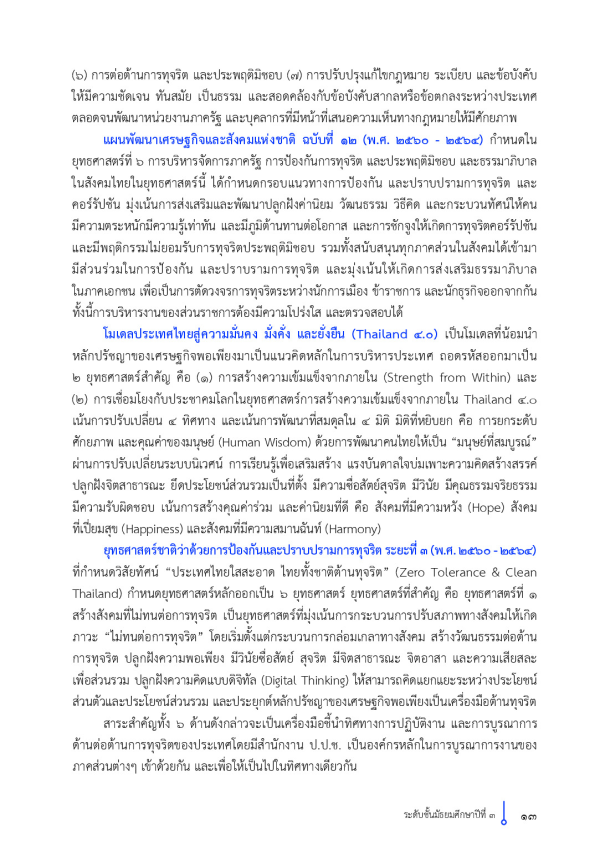 (๖) การต่อต้านการทุจริต และประพฤติมิชอบ (๗) การปรับปรุงแก้ไขกฎหมาย ระเบียบ และข้อบังคับ
ให้มีความชัดเจน ทันสมัย เป็นธรรม และสอดคล้องกับข้อบังคับสากลหรือข้อตกลงระหว่างประเทศ
ตลอดจนพัฒนาหน่วยงานภาครัฐ และบุคลากรที่มีหน้าที่เสนอความเห็นทางกฎหมายให้มีศักยภาพ
แผนพัฒนาเศรษฐกิจและสังคมแห่งชาติ ฉบับที่ ๑๒ (พ.ศ. ๒๕๖๐ - ๒๕๖๔) กำหนดใน
ยุทธศาสตร์ที่ ๖ การบริหารจัดการภาครัฐ การป้องกันการทุจริต และประพฤติมิชอบ และธรรมาภิบาล
ในสังคมไทยในยุทธศาสตร์นี้ ได้กำหนดกรอบแนวทางการป้องกัน และปราบปรามการทุจริต และ
คอร์รัปชัน มุ่งเน้นการส่งเสริมและพัฒนาปลูกฝังค่านิยม วัฒนธรรม วิธีคิด และกระบวนทัศน์ให้คน
มีความตระหนักมีความรู้เท่าทัน และมีภูมิต้านทานต่อโอกาส และการชักจูงให้เกิดการทุจริตคอร์รัปชัน
และมีพฤติกรรมไม่ยอมรับการทุจริตประพฤติมิชอบ รวมทั้งสนับสนุนทุกภาคส่วนในสังคมได้เข้ามา
มีส่วนร่วมในการป้องกัน และปราบรามการทุจริต และมุ่งเน้นให้เกิดการส่งเสริมธรรมาภิบาล
ในภาคเอกชน เพื่อเป็นการตัดวงจรการทุจริตระหว่างนักการเมือง ข้าราชการ และนักธุรกิจออกจากกัน
ทั้งนี้การบริหารงานของส่วนราชการต้องมีความโปร่งใส และตรวจสอบได้
โมเดลประเทศไทยสู่ความมั่นคง มั่งคั่ง และยั่งยืน (Thailand ๔.๐) เป็นโมเดลที่น้อมนำ
หลักปรัชญาของเศรษฐกิจพอเพียงมาเป็นแนวคิดหลักในการบริหารประเทศ ถอดรหัสออกมาเป็น
๒ ยุทธศาสตร์สำคัญ คือ (๑) การสร้างความเข้มแข็งจากภายใน (Strength from Within) และ
(๒) การเชื่อมโยงกับประชาคมโลกในยุทธศาสตร์การสร้างความเข้มแข็งจากภายใน Thailand ๔.๐
เน้นการปรับเปลี่ยน ๔ ทิศทาง และเน้นการพัฒนาที่สมดุลใน ๔ มิติ มิติที่หยิบยก คือ การยกระดับ
ศักยภาพ และคุณค่าของมนุษย์ (Human Wisdom) ด้วยการพัฒนาคนไทยให้เป็น “มนุษย์ที่สมบูรณ์”
ผ่านการปรับเปลี่ยนระบบนิเวศน์ การเรียนรู้เพื่อเสริมสร้าง แรงบันดาลใจบ่มเพาะความคิดสร้างสรรค์
ปลูกฝังจิตสาธารณะ ยึดประโยชน์ส่วนรวมเป็นที่ตั้ง มีความซื่อสัตย์สุจริต มีวินัย มีคุณธรรมจริยธรรม
มีความรับผิดชอบ เน้นการสร้างคุณค่าร่วม และค่านิยมที่ดี คือ สังคมที่มีความหวัง (Hope) สังคม
ที่เปี่ยมสุข (Happiness) และสังคมที่มีความสมานฉันท์ (Harmony)
ยุทธศาสตร์ชาติว่าด้วยการป้องกันและปราบปรามการทุจริต ระยะที่ ๓ (พ.ศ. ๒๕๖๐ - ๒๕๖๔)
ที่กำหนดวิสัยทัศน์ “ประเทศไทยใสสะอาด ไทยทั้งชาติต้านทุจริต” (Zero Tolerance & Clean
Thailand) กำหนดยุทธศาสตร์หลักออกเป็น ๖ ยุทธศาสตร์ ยุทธศาสตร์ที่สำคัญ คือ ยุทธศาสตร์ที่ ๑
สร้างสังคมที่ไม่ทนต่อการทุจริต เป็นยุทธศาสตร์ที่มุ่งเน้นการกระบวนการปรับสภาพทางสังคมให้เกิด
ภาวะ “ไม่ทนต่อการทุจริต” โดยเริ่มตั้งแต่กระบวนการกล่อมเกลาทางสังคม สร้างวัฒนธรรมต่อต้าน
การทุจริต ปลูกฝังความพอเพียง มีวินัยซื่อสัตย์ สุจริต มีจิตสาธารณะ จิตอาสา และความเสียสละ
เพื่อส่วนรวม ปลูกฝังความคิดแบบดิจิทัล (Digital Thinking) ให้สามารถคิดแยกแยะระหว่างประโยชน์
ส่วนตัวและประโยชน์ส่วนรวม และประยุกต์หลักปรัชญาของเศรษฐกิจพอเพียงเป็นเครื่องมือต้านทุจริต
สาระสำคัญทั้ง ๖ ด้านดังกล่าวจะเป็นเครื่องมือชี้นำทิศทางการปฏิบัติงาน และการบูรณาการ
ด้านต่อต้านการทุจริตของประเทศโดยมีสำนักงาน ป.ป.ช. เป็นองค์กรหลักในการบูรณาการงานของ
ภาคส่วนต่างๆ เข้าด้วยกัน และเพื่อให้เป็นไปในทิศทางเดียวกัน
ระดับชั้นมัธยมศึกษาปีที่ ๓
๑๓